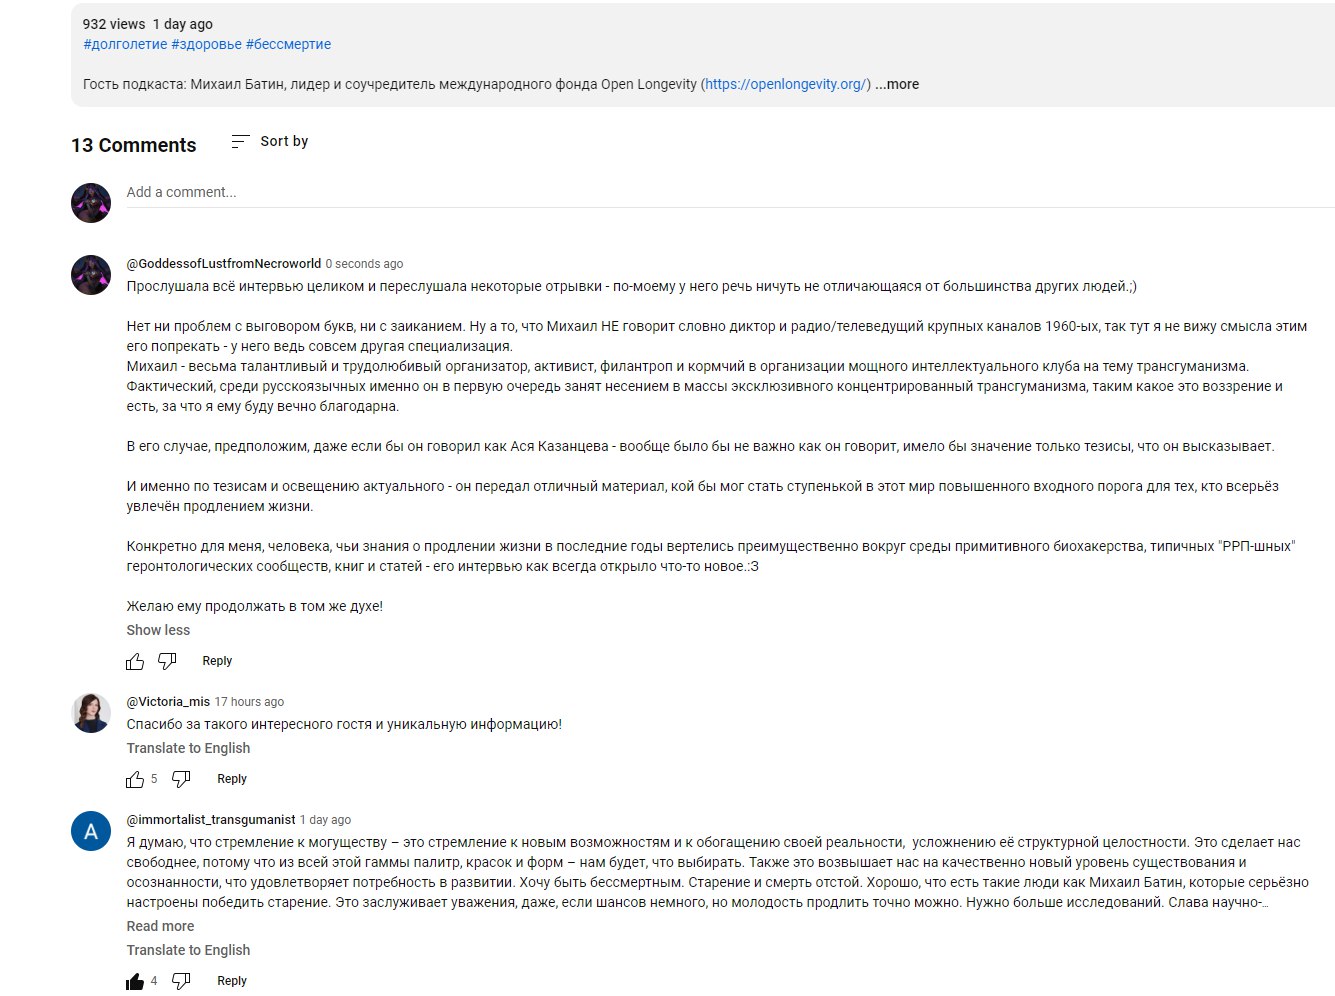 932 views 1 day ago
#долголетие #здоровье #бессмертие
Гость подкаста: Михаил Батин, лидер и соучредитель международного фонда Open Longevity (https://openlongevity.org/) ...more
13 Comments
Sort by
Add a comment...
@GoddessofLustfromNecroworld 0 seconds ago
Прослушала всё интервью целиком и переслушала некоторые отрывки - по-моему у него речь ничуть не отличающаяся от большинства других людей.;)
Нет ни проблем с выговором букв, ни с заиканием. Ну а то, что Михаил НЕ говорит словно диктор и радио/телеведущий крупных каналов 1960-ых, так тут я не вижу смысла этим
его попрекать - у него ведь совсем другая специализация.
Михаил - весьма талантливый и трудолюбивый организатор, активист, филантроп и кормчий в организации мощного интеллектуального клуба на тему трансгуманизма.
Фактический, среди русскоязычных именно он в первую очередь занят несением в массы эксклюзивного концентрированный трансгуманизма, таким какое это воззрение и
есть, за что я ему буду вечно благодарна.
В его случае, предположим, даже если бы он говорил как Ася Казанцева - вообще было бы не важно как он говорит, имело бы значение только тезисы, что он высказывает.
И именно по тезисам и освещению актуального - он передал отличный материал, кой бы мог стать ступенькой в этот мир повышенного входного порога для тех, кто всерьёз
увлечён продлением жизни.
Конкретно для меня, человека, чьи знания о продлении жизни в последние годы вертелись преимущественно вокруг среды примитивного биохакерства, типичных "РРП-шных"
геронтологических сообществ, книг и статей - его интервью как всегда открыло что-то новое.:3
Желаю ему продолжать в том же духе!
Show less
Reply
@Victoria_mis 17 hours ago
Спасибо за такого интересного гостя и уникальную информацию!
Translate to English
5 Reply
@immortalist_transgumanist 1 day ago
А
Я думаю, что стремление к могуществу – это стремление к новым возможностям и к обогащению своей реальности, усложнению её структурной целостности. Это сделает нас
свободнее, потому что из всей этой гаммы палитр, красок и форм – нам будет, что выбирать. Также это возвышает нас на качественно новый уровень существования и
осознанности, что удовлетворяет потребность в развитии. Хочу быть бессмертным. Старение и смерть отстой. Хорошо, что есть такие люди как Михаил Батин, которые серьёзно
настроены победить старение. Это заслуживает уважения, даже, если шансов немного, но молодость продлить точно можно. Нужно больше исследований. Слава научно-...
Read more
Translate to English
4 Reply